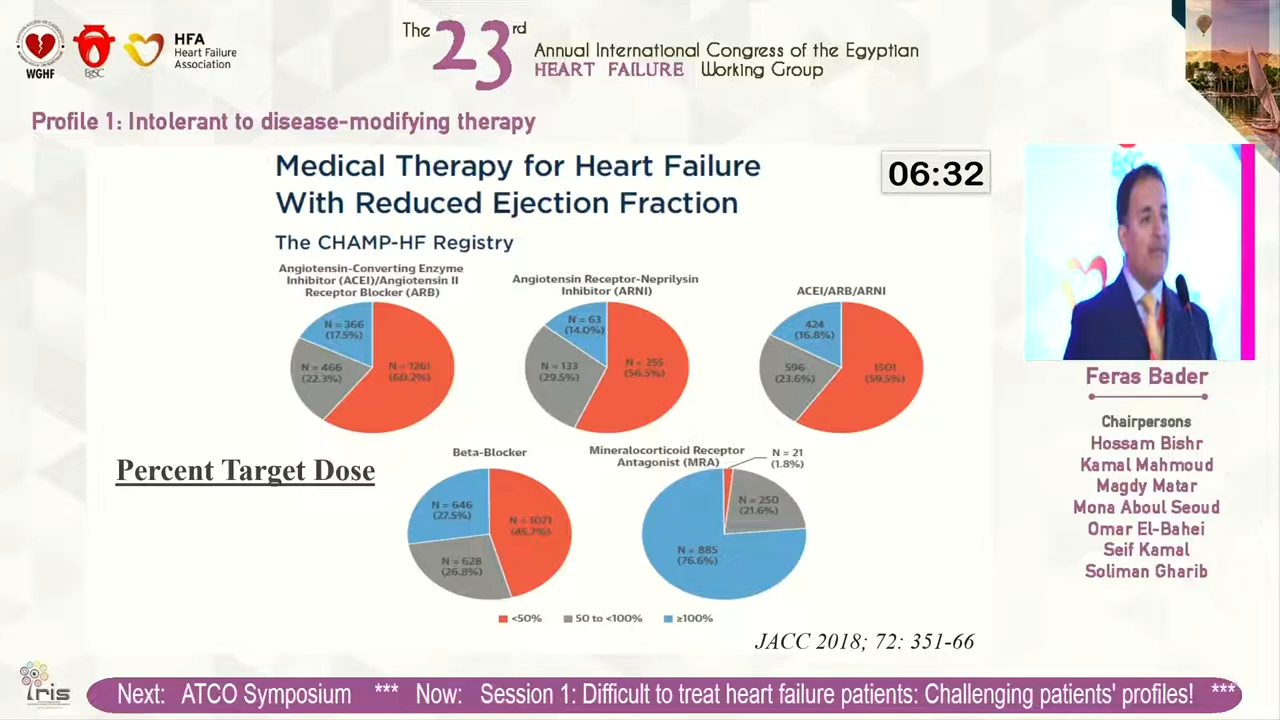 WGHF
EgSC
HFA
Heart Failure
Association
The 23rd
Annual International Congress of the Egyptian
HEART FAILURE Working Group
Profile 1: Intolerant to disease-modifying therapy
Medical Therapy for Heart Failure
With Reduced Ejection Fraction
06:32
The CHAMP-HF Registry
Angiotensin-Converting Enzyme
Inhibitor (ACEI)/Angiotensin II
Receptor Blocker (ARB)
N = 366
(17.5%)
N = 466
(22.3%)
N = 1261
(60.2%)
Angiotensin Receptor-Neprilysin
Inhibitor (ARNI)
N = 63
(14.0%)
N = 133
(29.5%)
N = 255
(56.5%)
ACEI/ARB/ARNI
424
(16.8%)
596
(23.6%)
1501
(59.5%)
Percent Target Dose
Beta-Blocker
N = 646
(27.5%)
N = 1071
(45.7%)
N = 628
(26.8%)
Mineralocorticoid Receptor
Antagonist (MRA)
N = 21
(1.8%)
N = 250
(21.6%)
N = 885
(76.6%)
<50%
50 to <100%
≥100%
JACC 2018; 72: 351-66
Feras Bader
Chairpersons
Hossam Bishr
Kamal Mahmoud
Magdy Matar
Mona Aboul Seoud
Omar El-Bahei
Seif Kamal
Soliman Gharib
Iris
Next: ATCO Symposium *** Now: Session 1: Difficult to treat heart failure patients: Challenging patients' profiles! ***